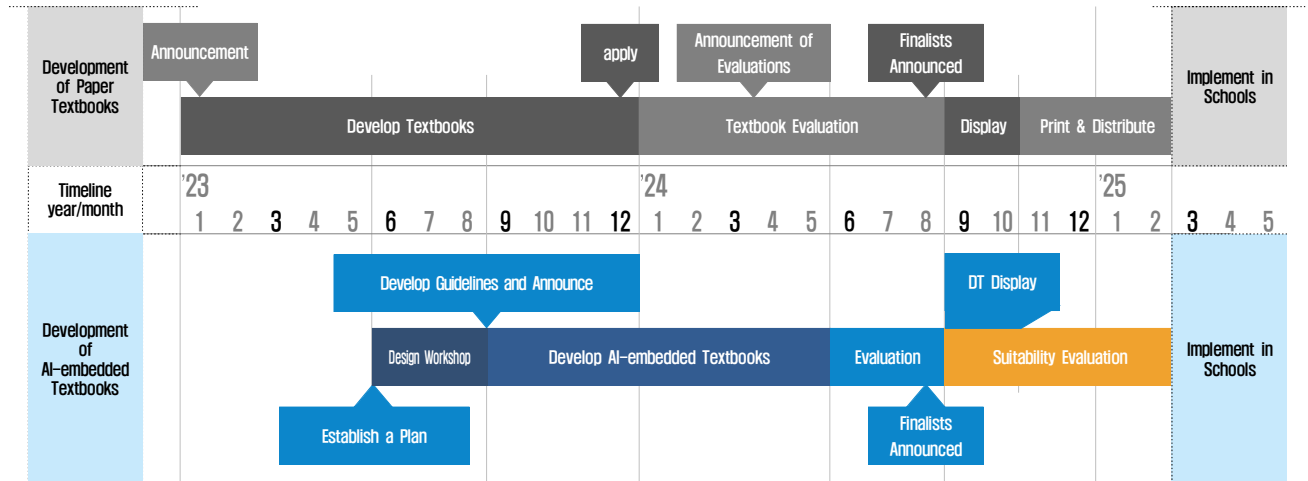 Development
of Paper
Textbooks
Announcement
apply
Announcement of
Evaluations
Finalists
Announced
Develop Textbooks
Textbook Evaluation
Display
Print & Distribute
Implement in
Schools
Timeline
year/month
'23
'24
'25
1 2 3 4 5 6 7 8 9 10 11 12 1 2 3 4 5 6 7 8 9 10 11 12 1 2 3 4 5
Development
of
AI-embedded
Textbooks
Develop Guidelines and Announce
DT Display
Design Workshop
Develop AI-embedded Textbooks
Evaluation
Suitability Evaluation
Establish a Plan
Finalists
Announced
Implement in
Schools